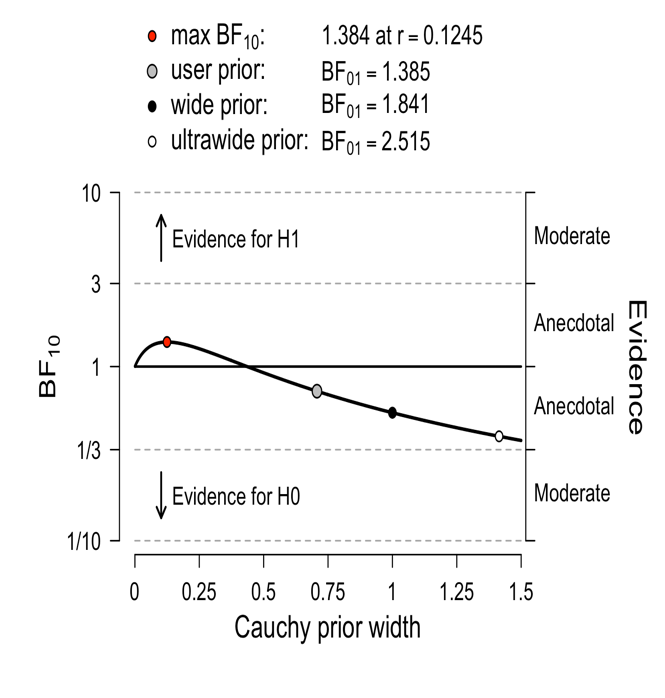 max BF10: 1.384 at r = 0.1245
user prior: BF01 = 1.385
wide prior: BF01 = 1.841
ultrawide prior: BF01 = 2.515
10
3
1
1/3
1/10
BF10
Evidence for H1
Evidence for H0
Moderate
Anecdotal
Anecdotal
Moderate
Evidence
0 0.25 0.5 0.75 1 1.25 1.5
Cauchy prior width